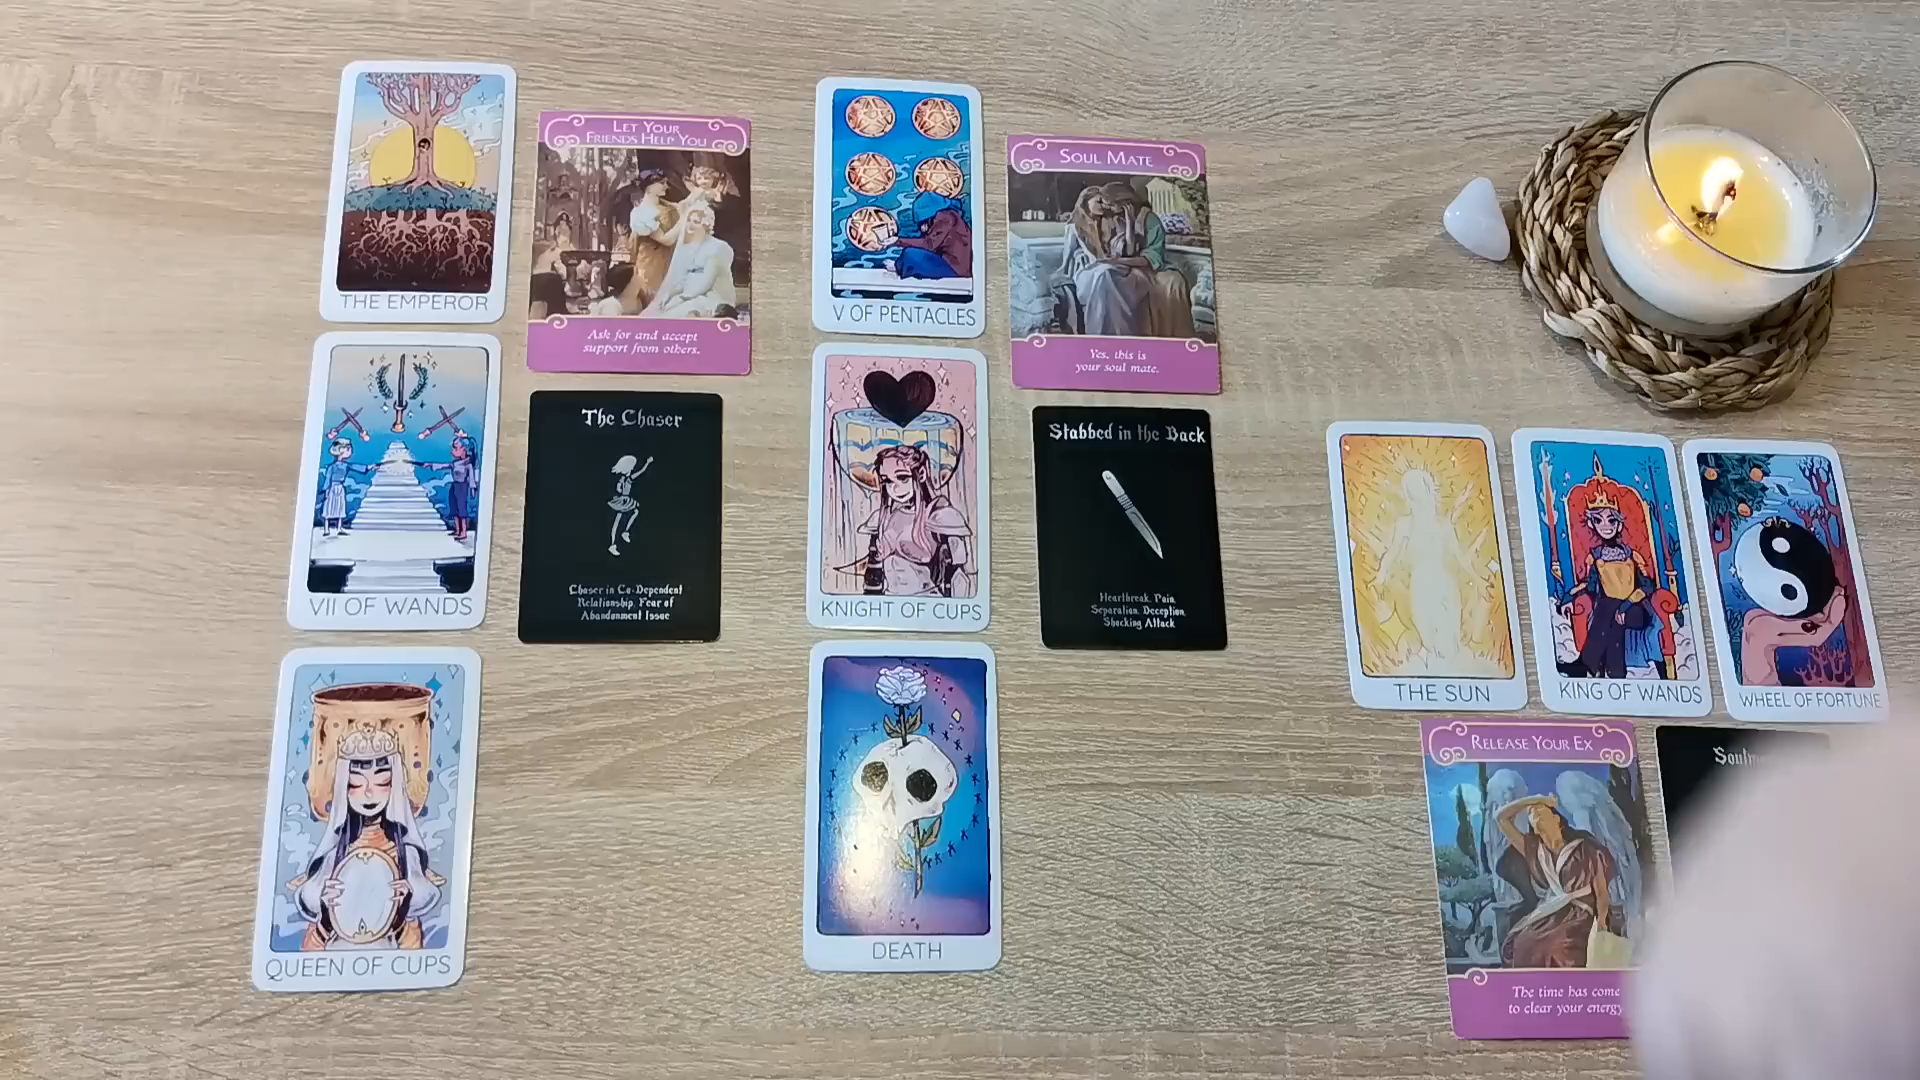 THE EMPEROR
LET YOUR
FRIENDS HELP YOU
Ask for and accept
support from others.
VII OF WANDS
The Chaser
Chaser in Co-Dependent
Relationship. Fear of
Abandonment Issue
QUEEN OF CUPS
V OF PENTACLES
SOUL MATE
Yes, this is
your soul mate.
KNIGHT OF CUPS
Stabbed in the Back
Heartbreak. Pain.
Separation. Deception.
Shocking Attack
DEATH
THE SUN
KING OF WANDS
WHEEL OF FORTUNE
RELEASE YOUR EX
The time has come
to clear your energy